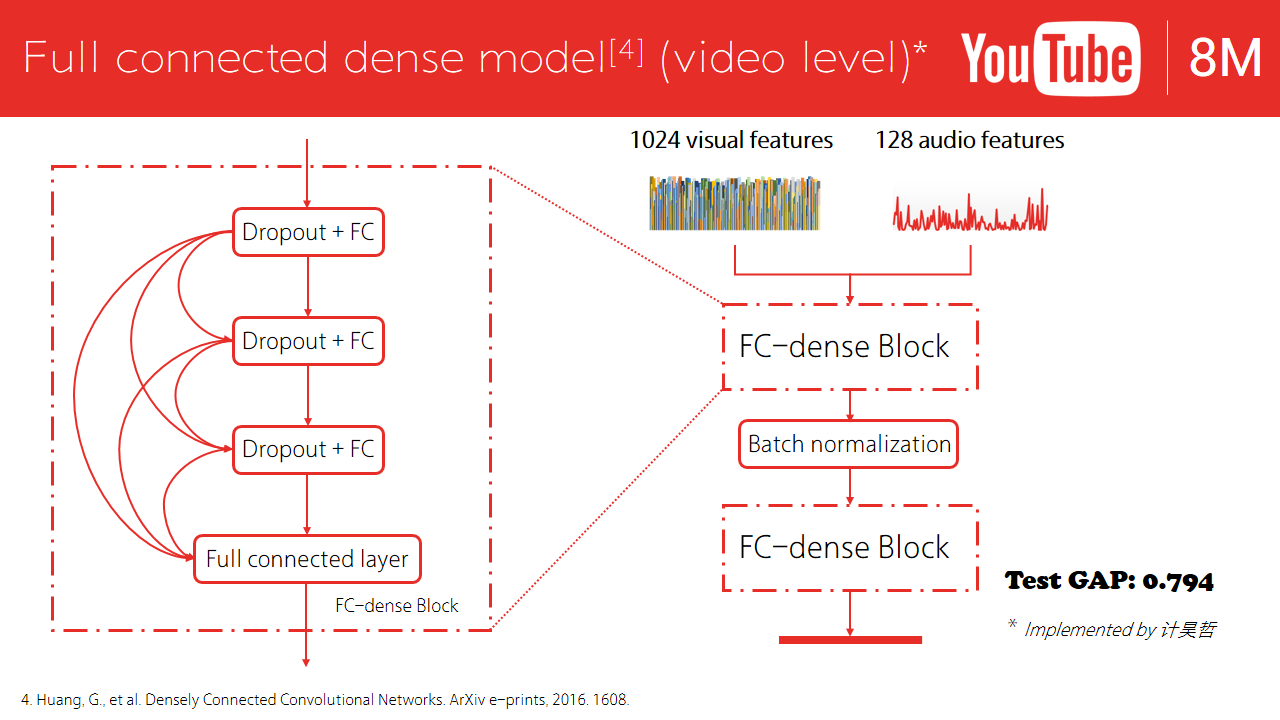 Full connected dense model[4] (video level)*
YouTube | 8M
1024 visual features
128 audio features
Dropout + FC
Dropout + FC
Dropout + FC
Full connected layer
FC-dense Block
FC-dense Block
Batch normalization
FC-dense Block
Test GAP: 0.794
* Implemented by 计昊哲
4. Huang, G., et al. Densely Connected Convolutional Networks. ArXiv e-prints, 2016. 1608.